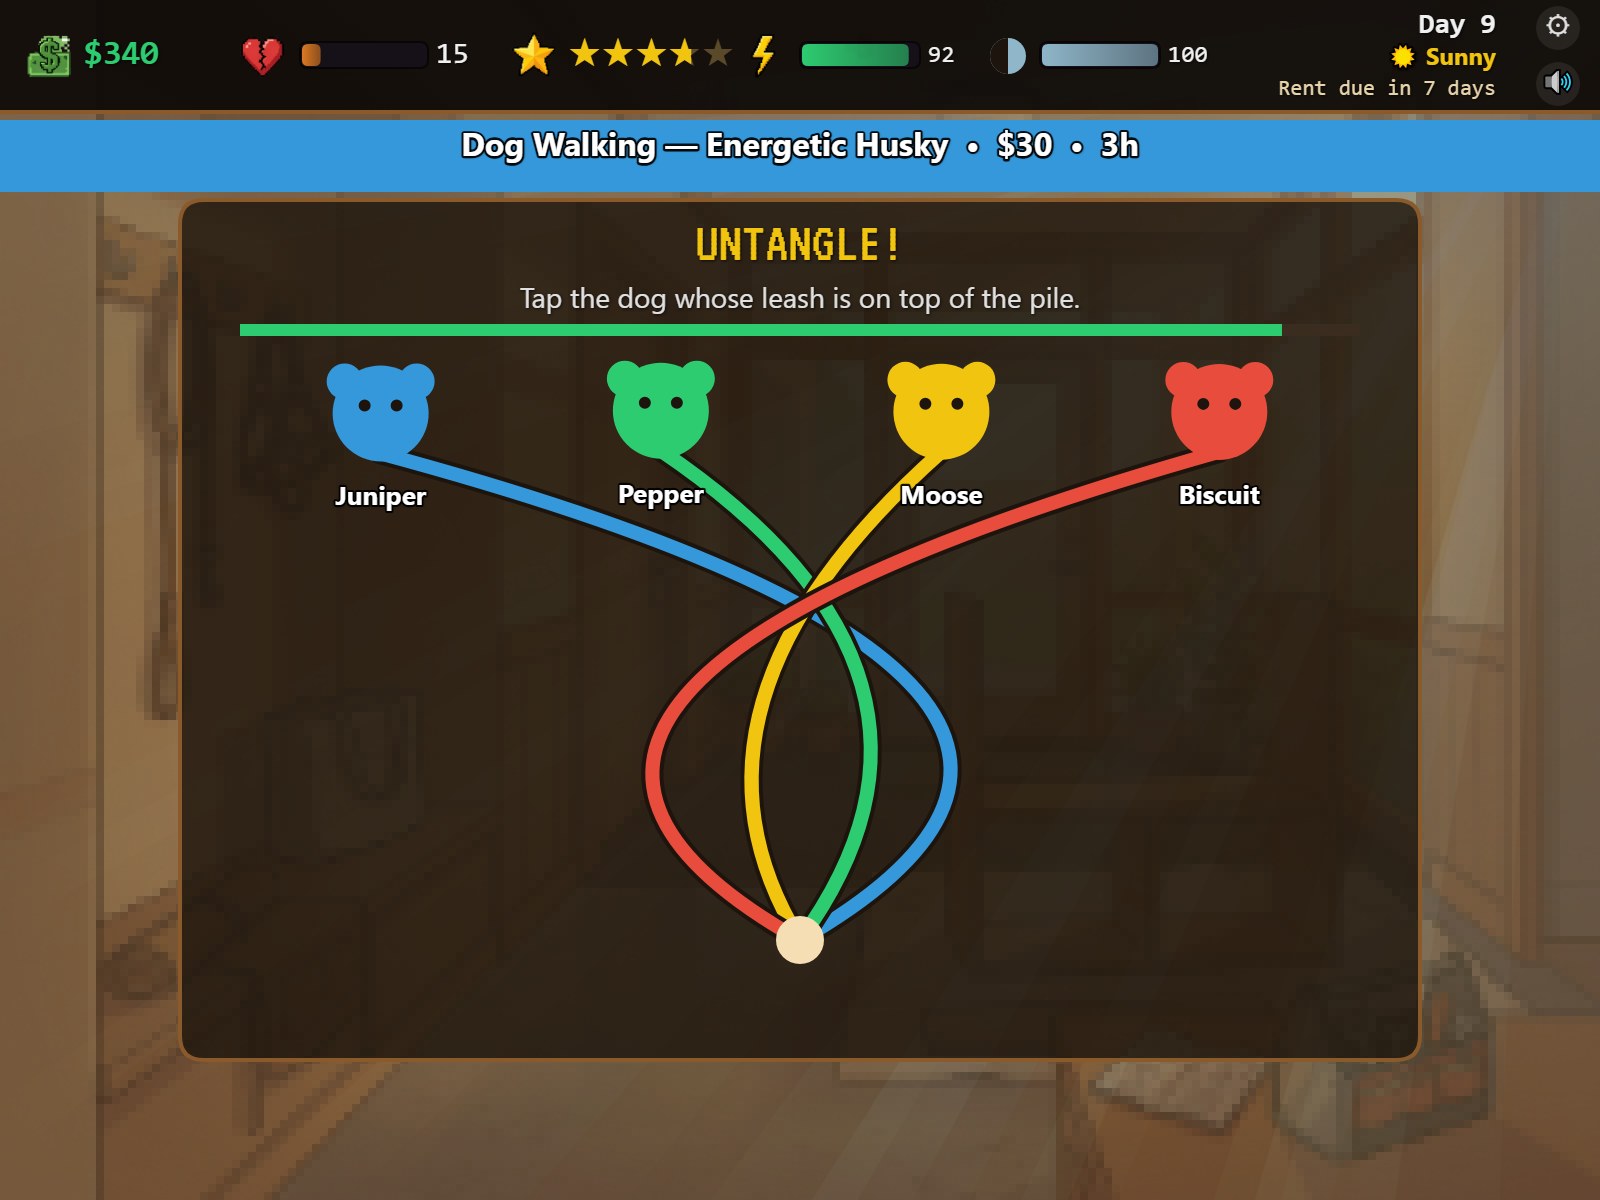 $340
15
92
100
Day 9
Sunny
Rent due in 7 days
Dog Walking — Energetic Husky • $30 • 3h
UNTANGLE!
Tap the dog whose leash is on top of the pile.
Juniper
Pepper
Moose
Biscuit